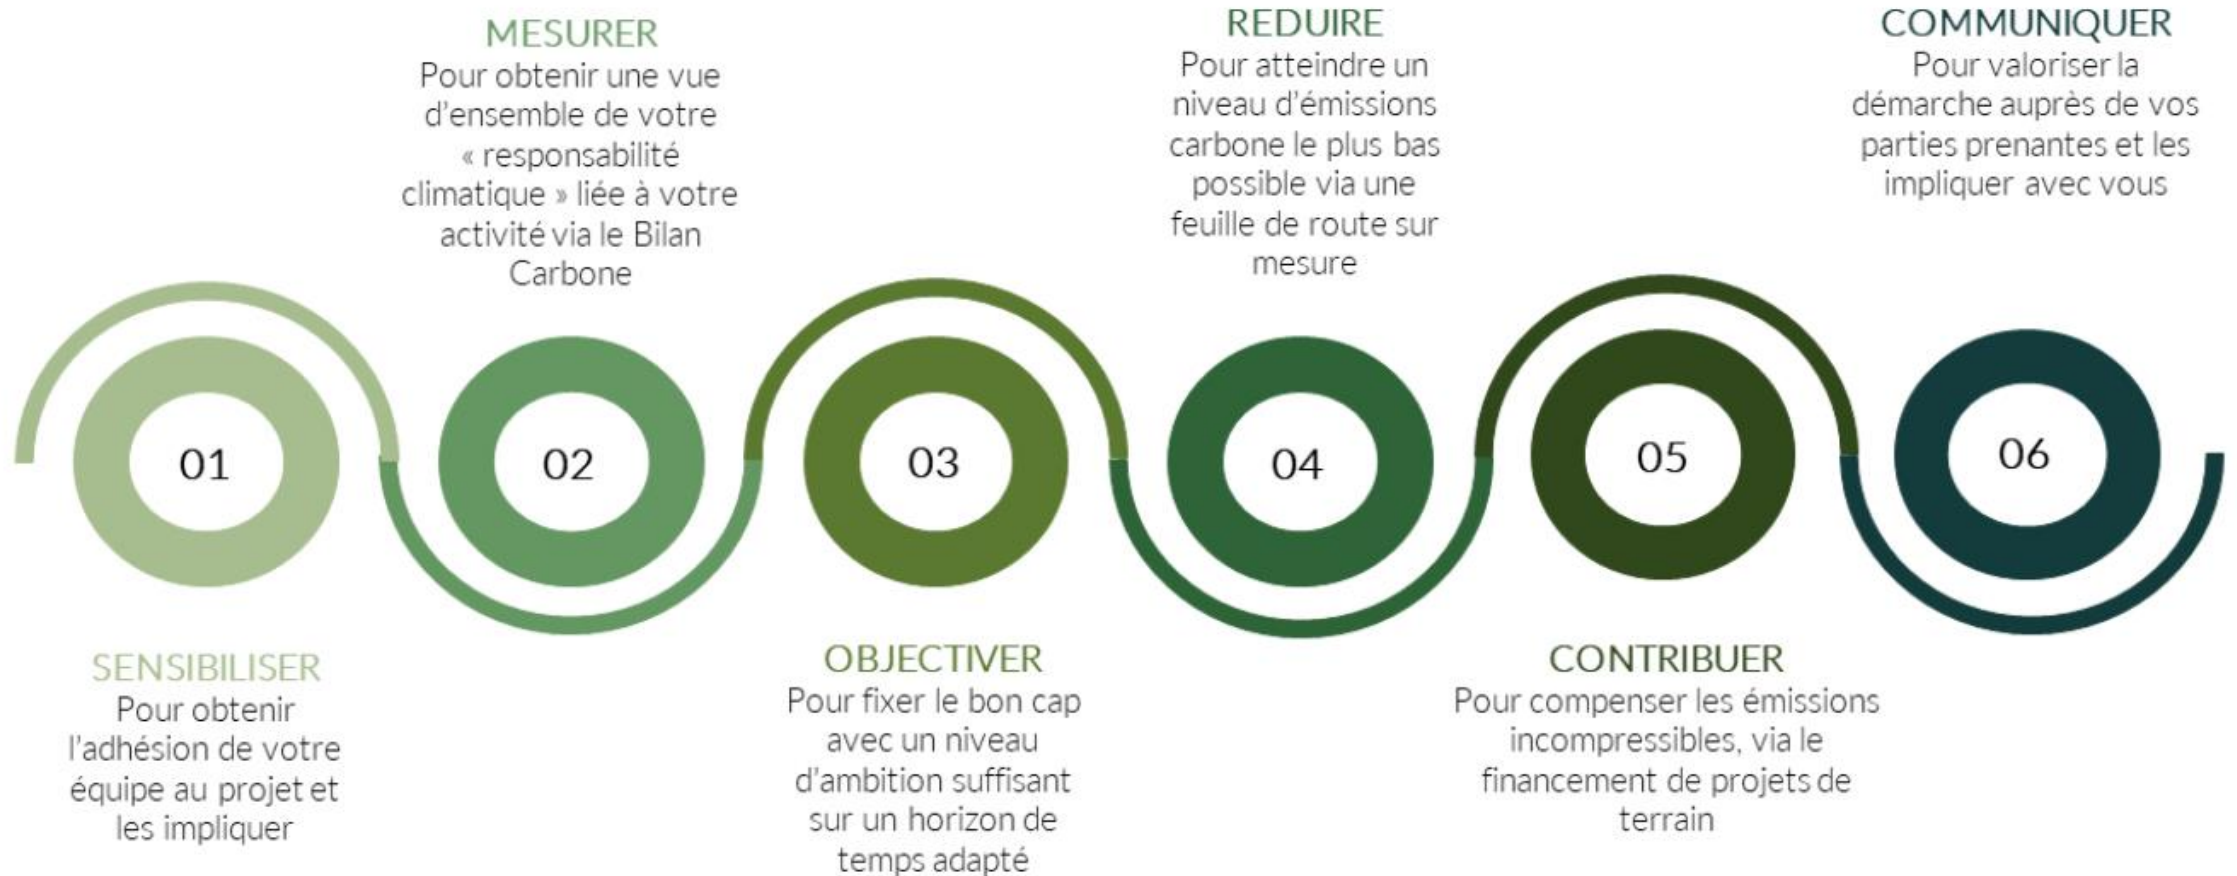 01
SENSIBILISER
Pour obtenir
l'adhésion de votre
équipe au projet et
les impliquer
MESURER
Pour obtenir une vue
d'ensemble de votre
« responsabilité
climatique » liée à votre
activité via le Bilan
Carbone
02
03
OBJECTIVER
Pour fixer le bon cap
avec un niveau
d'ambition suffisant
sur un horizon de
temps adapté
REDUIRE
Pour atteindre un
niveau d'émissions
carbone le plus bas
possible via une
feuille de route sur
mesure
04
05
CONTRIBUER
Pour compenser les émissions
incompressibles, via le
financement de projets de
terrain
COMMUNIQUER
Pour valoriser la
démarche auprès de vos
parties prenantes et les
impliquer avec vous
06